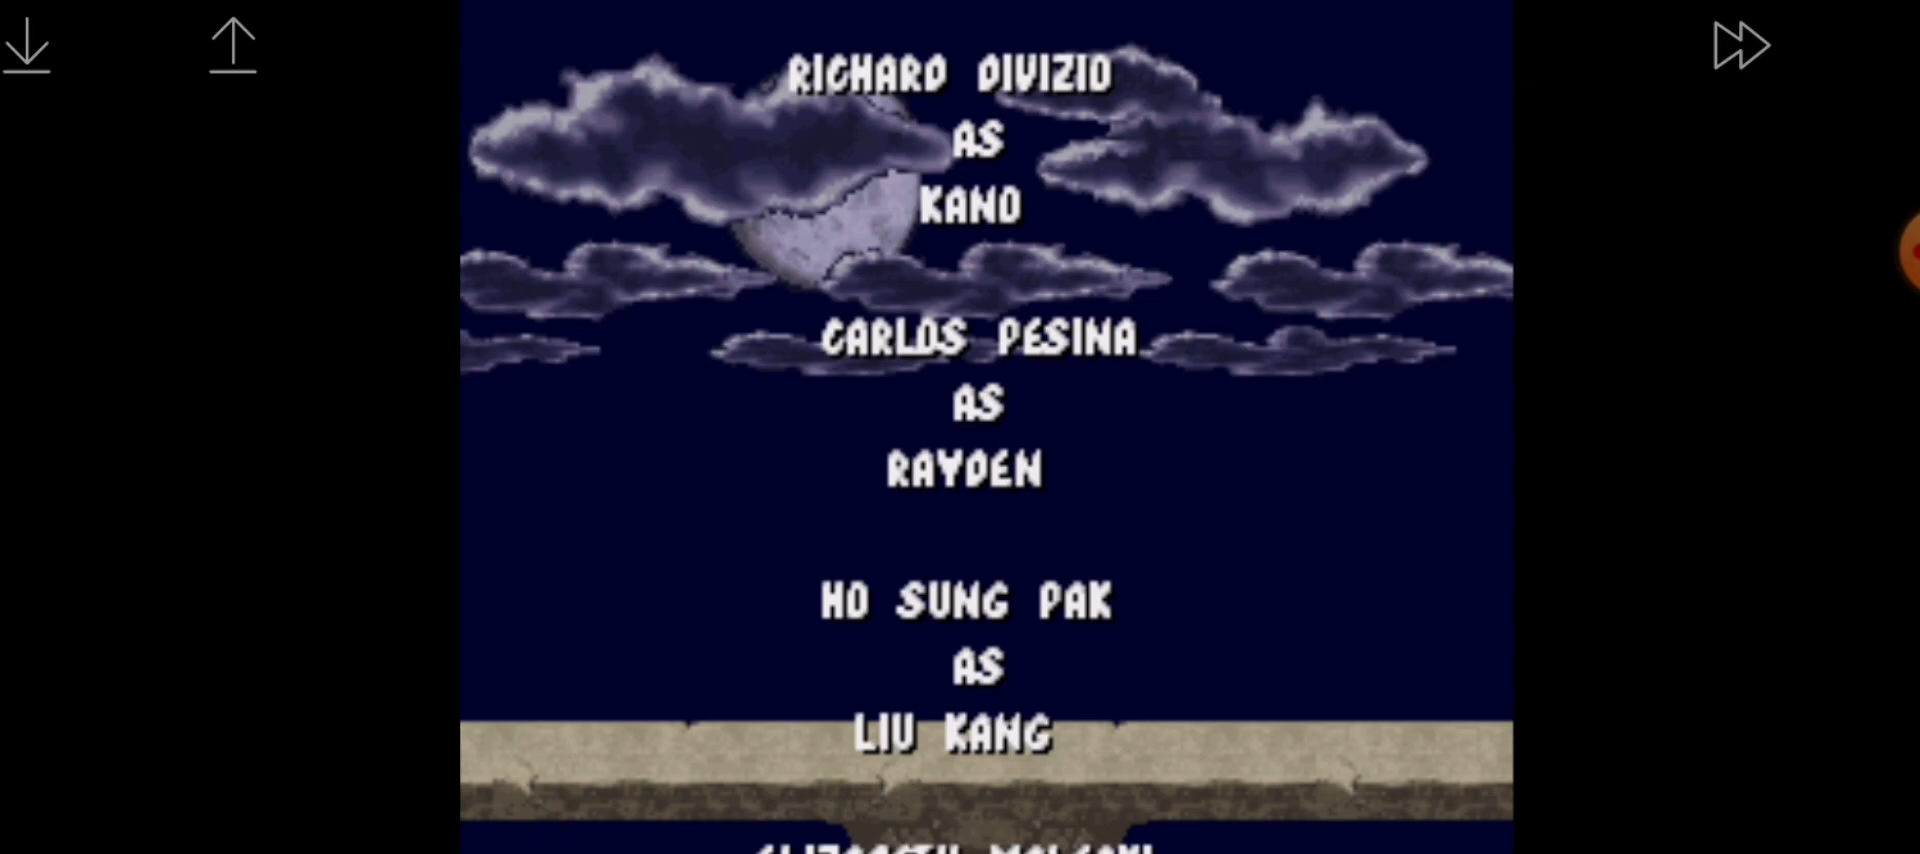 RICHARD DIVIZIO
AS
KANO
CARLOS PESINA
AS
RAYDEN
HO SUNG PAK
AS
LIU KANG